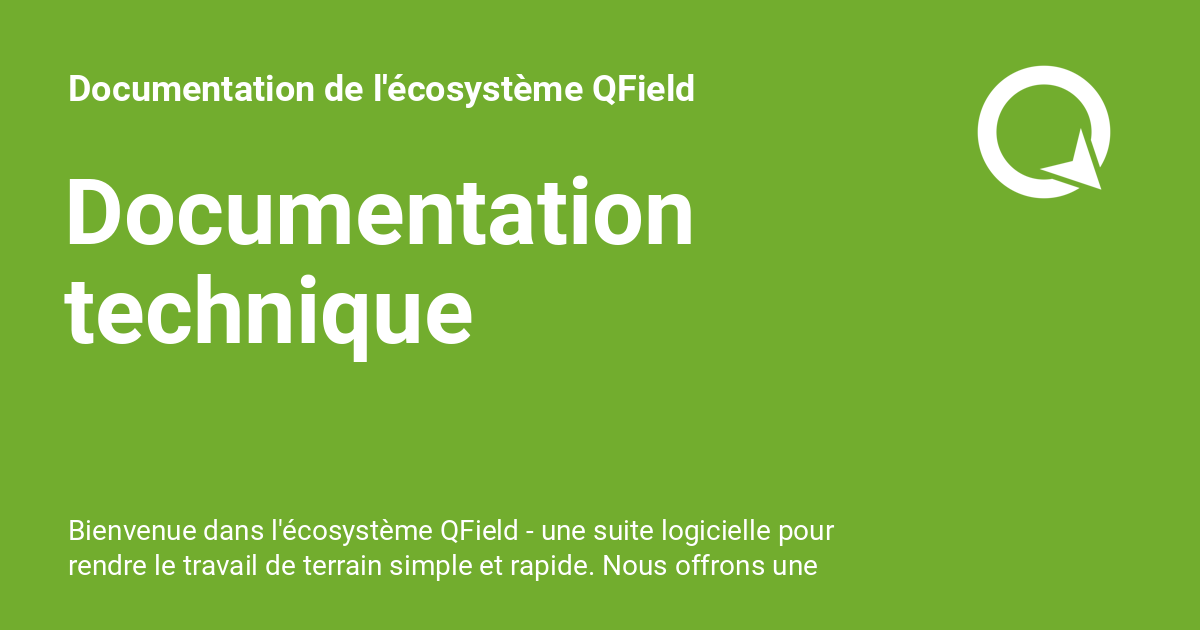 Documentation de l'écosystème QField
Documentation
technique
Bienvenue dans l'écosystème QField - une suite logicielle pour
rendre le travail de terrain simple et rapide. Nous offrons une